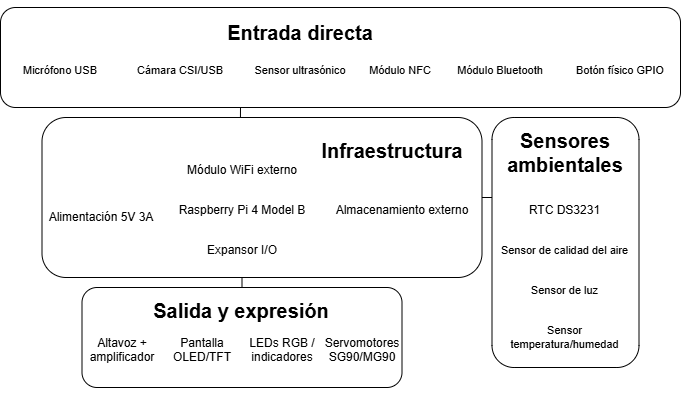 Entrada directa
Micrófono USB
Cámara CSI/USB
Sensor ultrasónico
Módulo NFC
Módulo Bluetooth
Botón físico GPIO
Infraestructura
Módulo WiFi externo
Alimentación 5V 3A
Raspberry Pi 4 Model B
Almacenamiento externo
Expansor I/O
Sensores
ambientales
RTC DS3231
Sensor de calidad del aire
Sensor de luz
Sensor
temperatura/humedad
Salida y expresión
Altavoz +
amplificador
Pantalla
OLED/TFT
LEDs RGB /
indicadores
Servomotores
SG90/MG90